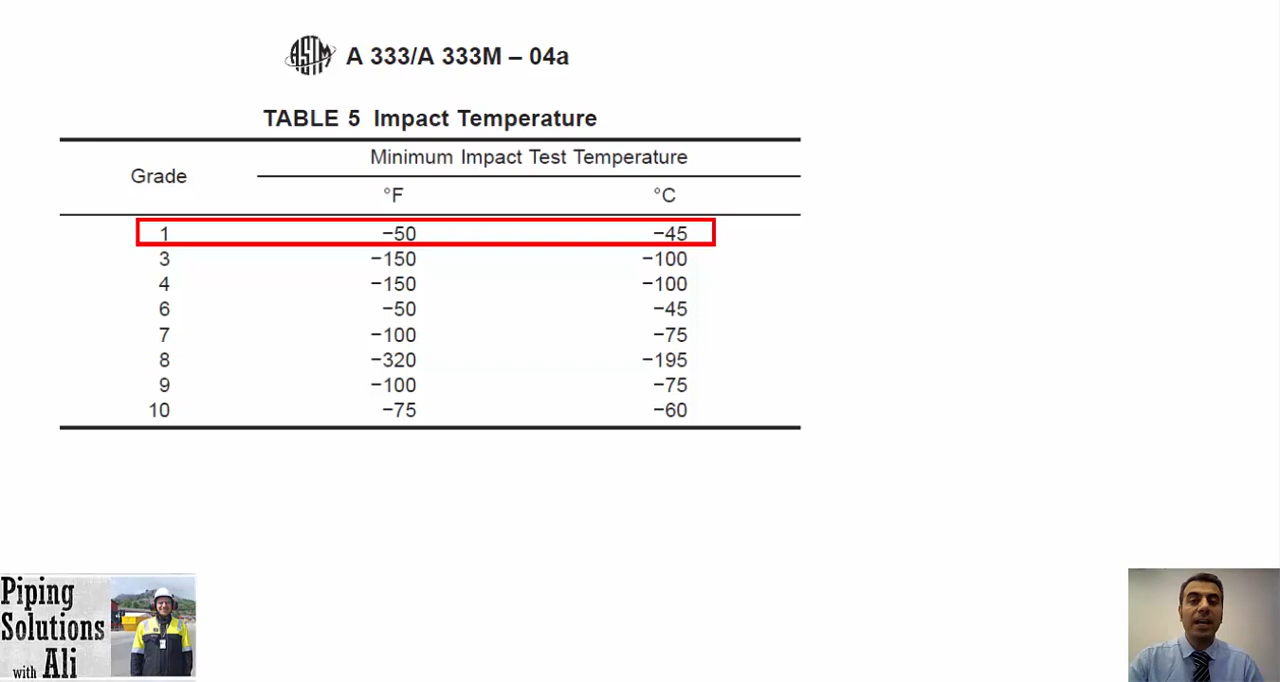 ASTM A 333/A 333M – 04a
TABLE 5 Impact Temperature
Grade Minimum Impact Test Temperature
°F °C
1 −50 −45
3 −150 −100
4 −150 −100
6 −50 −45
7 −100 −75
8 −320 −195
9 −100 −75
10 −75 −60
Piping
Solutions
with Ali